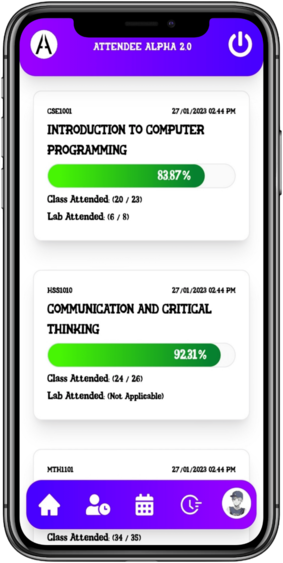 ATTENDEE ALPHA 2.0
CSE1001 27/01/2023 02:44 PM
INTRODUCTION TO COMPUTER
PROGRAMMING
83.87%
Class Attended: (20 / 23)
Lab Attended: (6 / 8)
HSS1010 27/01/2023 02:44 PM
COMMUNICATION AND CRITICAL
THINKING
92.31%
Class Attended: (24 / 26)
Lab Attended: (Not Applicable)
MTH1101 27/01/2023 02:44 PM
Class Attended: (34 / 35)